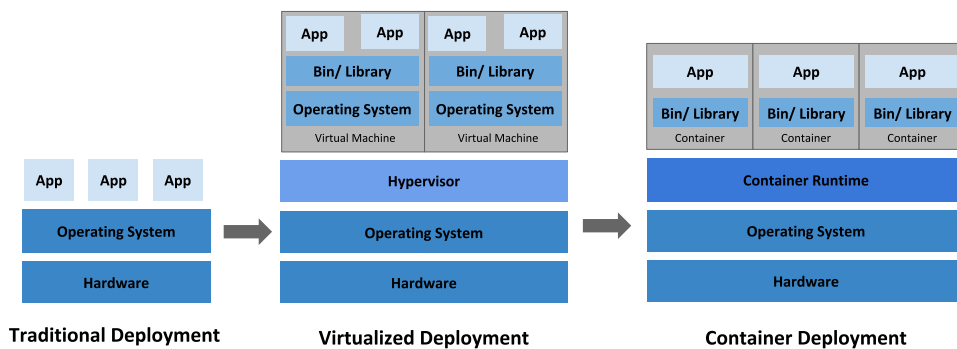 App
App
App
Operating System
Hardware
Traditional Deployment
App
App
App
App
Bin/ Library
Bin/ Library
Operating System
Operating System
Virtual Machine
Virtual Machine
Hypervisor
Operating System
Hardware
Virtualized Deployment
App
App
App
Bin/ Library
Bin/ Library
Bin/ Library
Container
Container
Container
Container Runtime
Operating System
Hardware
Container Deployment